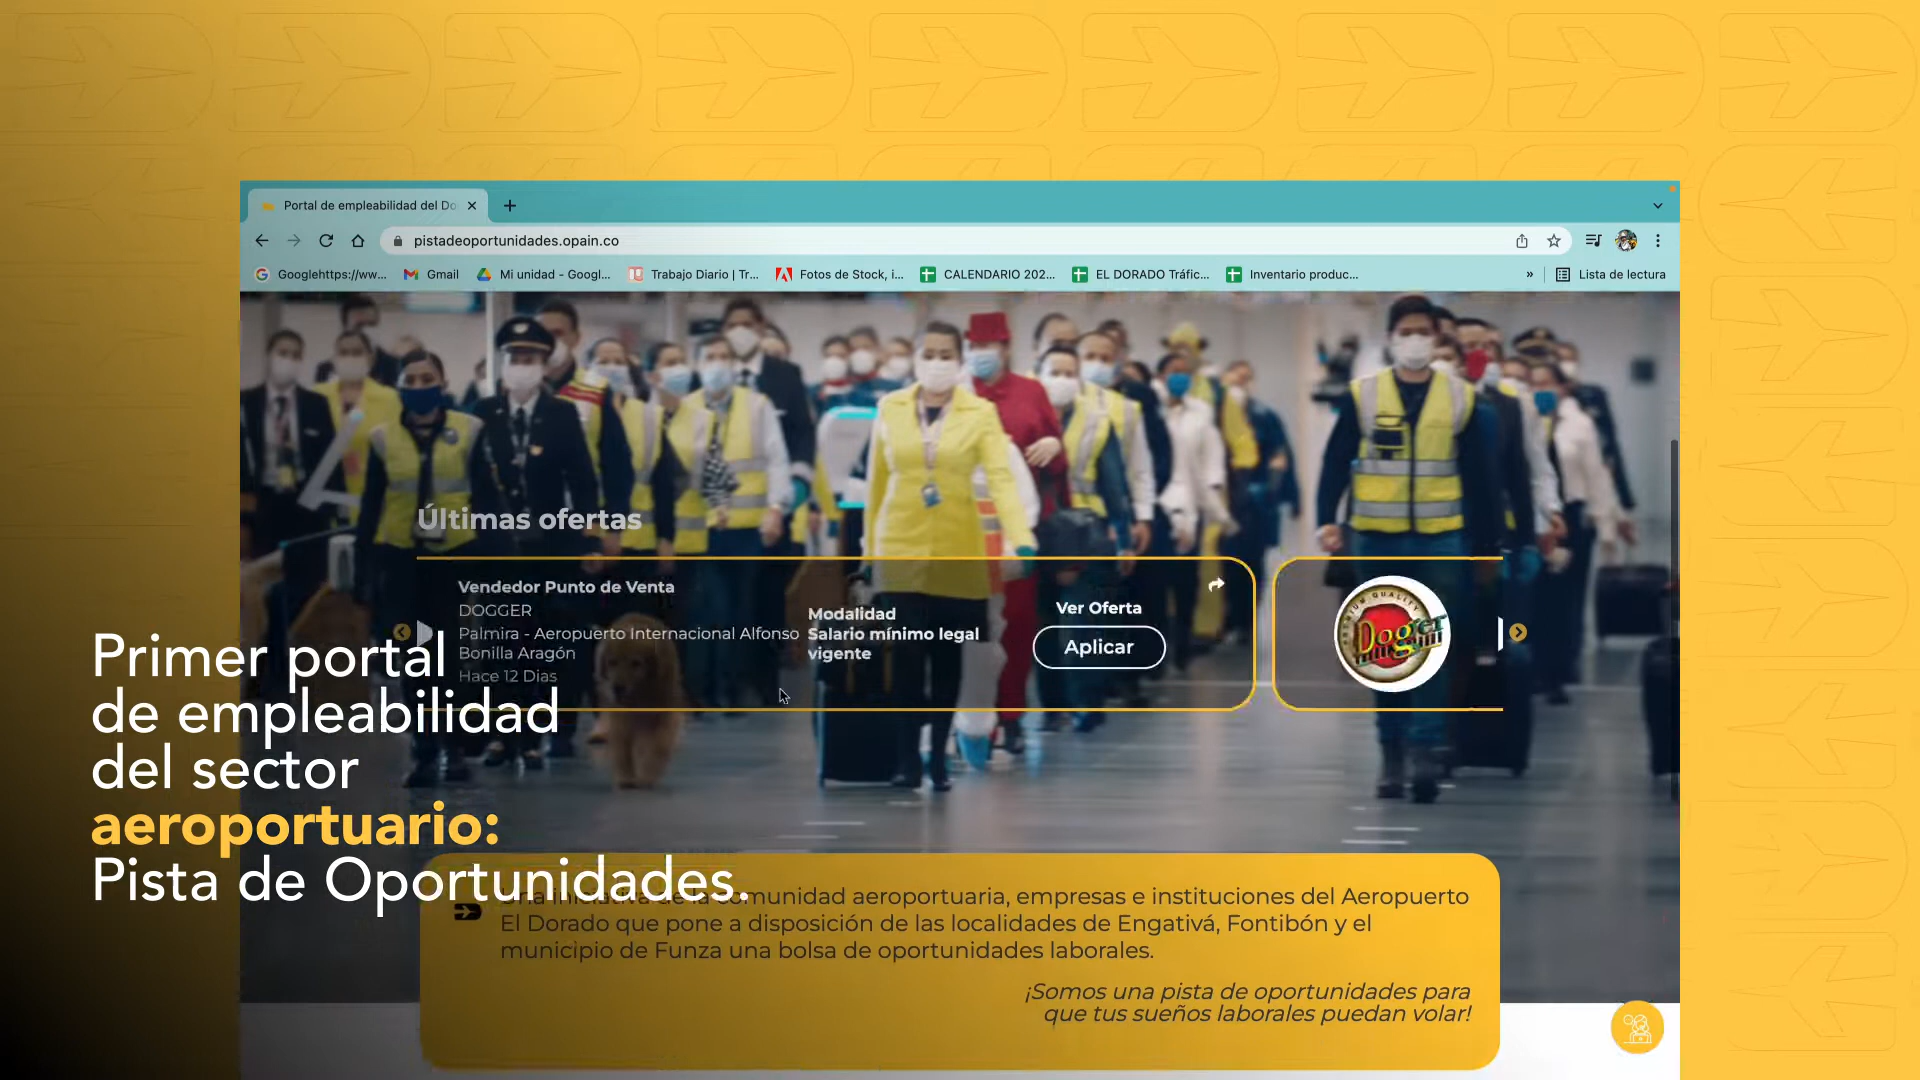 Portal de empleabilidad del Do
pistadeoportunidades.opain.co
Googlehttps://ww...
Gmail
Mi unidad - Googl...
Trabajo Diario | Tr...
Fotos de Stock, i...
CALENDARIO 202...
EL DORADO Tráfic...
Inventario produc...
»
Lista de lectura
Últimas ofertas
Vendedor Punto de Venta
DOGGER
Palmira - Aeropuerto Internacional Alfonso
Bonilla Aragón
Hace 12 Dias
Modalidad
Salario mínimo legal
vigente
Ver Oferta
Aplicar
Dogger
Primer portal
de empleabilidad
del sector
aeroportuario:
Pista de Oportunidades.
Una iniciativa de la comunidad aeroportuaria, empresas e instituciones del Aeropuerto
El Dorado que pone a disposición de las localidades de Engativá, Fontibón y el
municipio de Funza una bolsa de oportunidades laborales.
¡Somos una pista de oportunidades para
que tus sueños laborales puedan volar!